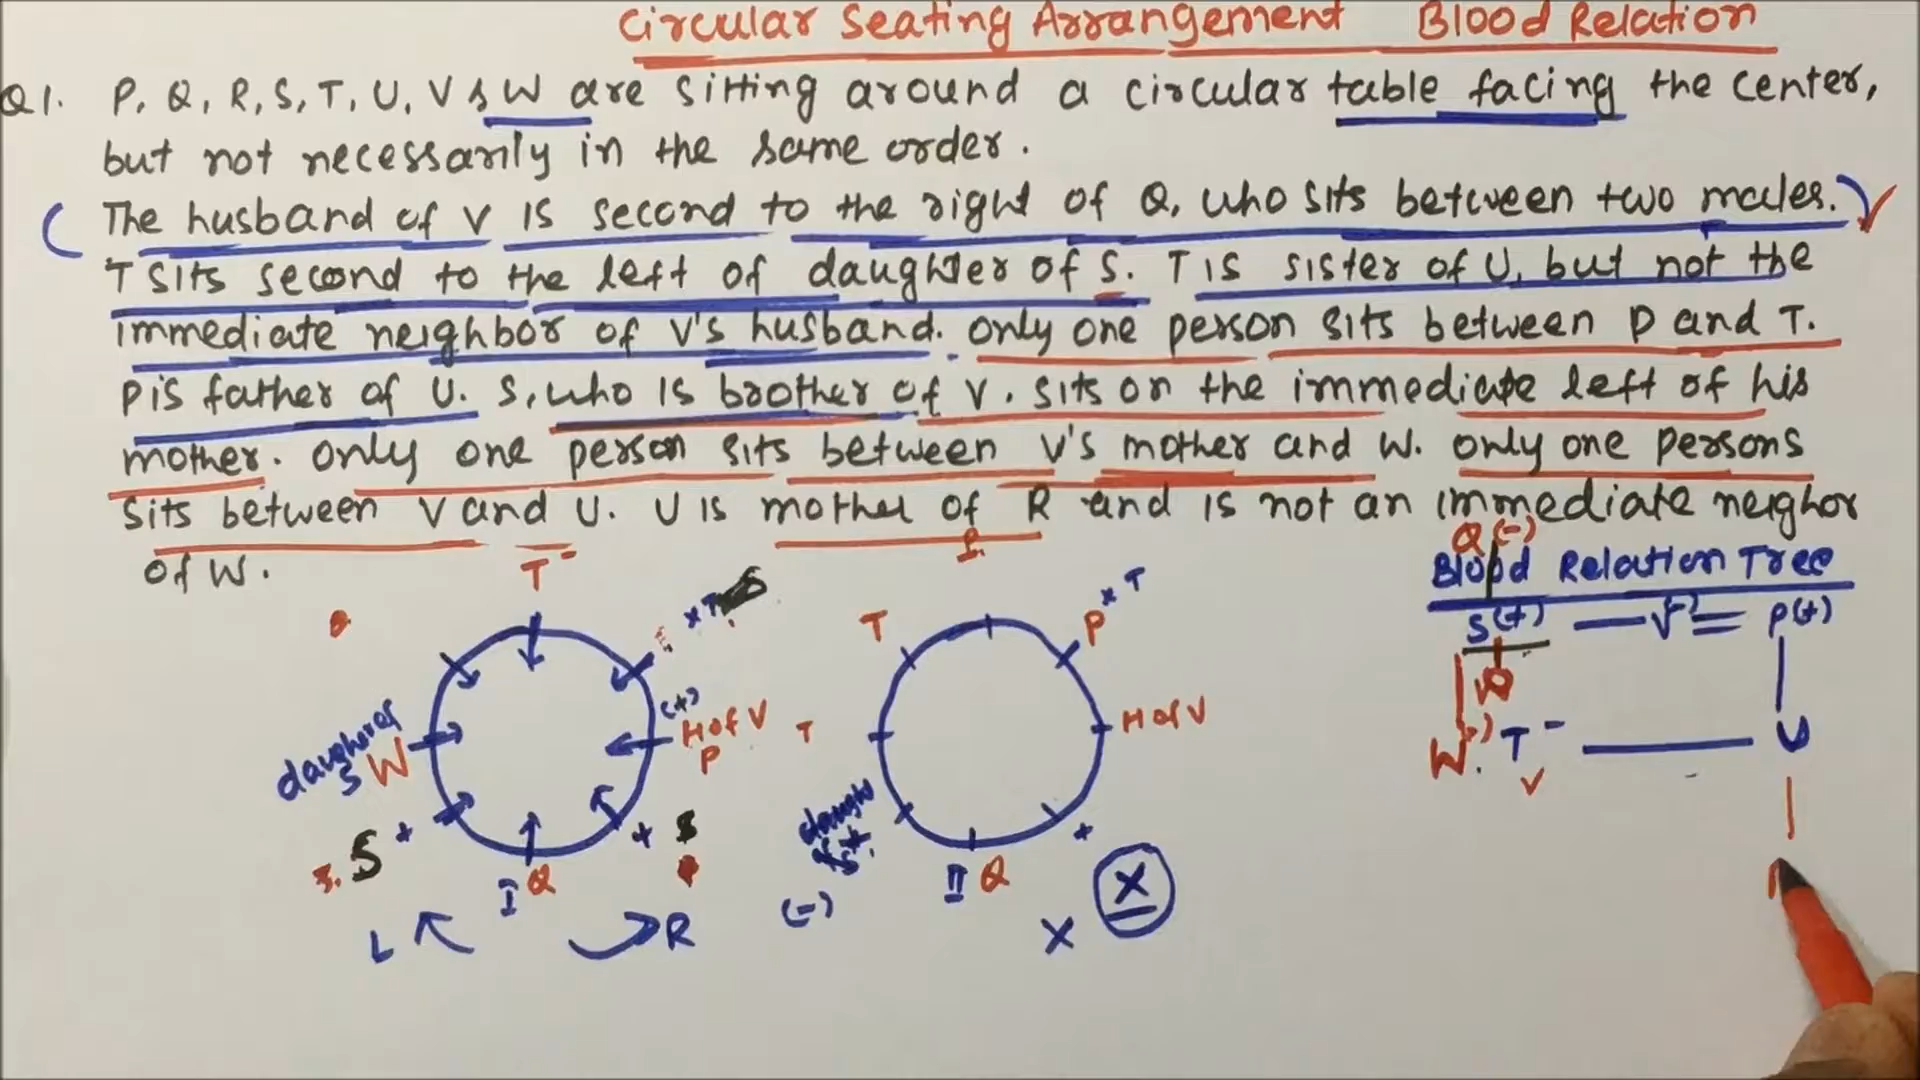 Circular Seating Arrangement Blood Relation
Q1. P, Q, R, S, T, U, V & W are sitting around a circular table facing the center,
but not necessarily in the same order.
(The husband of V is second to the right of Q, who sits between two males.)
T sits second to the left of daughter of S. T is sister of U, but not the
immediate neighbor of V's husband. Only one person sits between P and T.
P is father of U. S, who is brother of V, sits on the immediate left of his
mother. Only one person sits between V's mother and W. Only one persons
sits between V and U. U is mother of R and is not an immediate neighor
of W.
T -
× T
daughter of
S W
(+)
H of V
P
S +
+ S
I Q
L
R
T
P × T
T
H of V
(-)
+
II Q
X
X
Q (-)
Blood Relation Tree
S(+) V(-) P(+)
W T - U
V